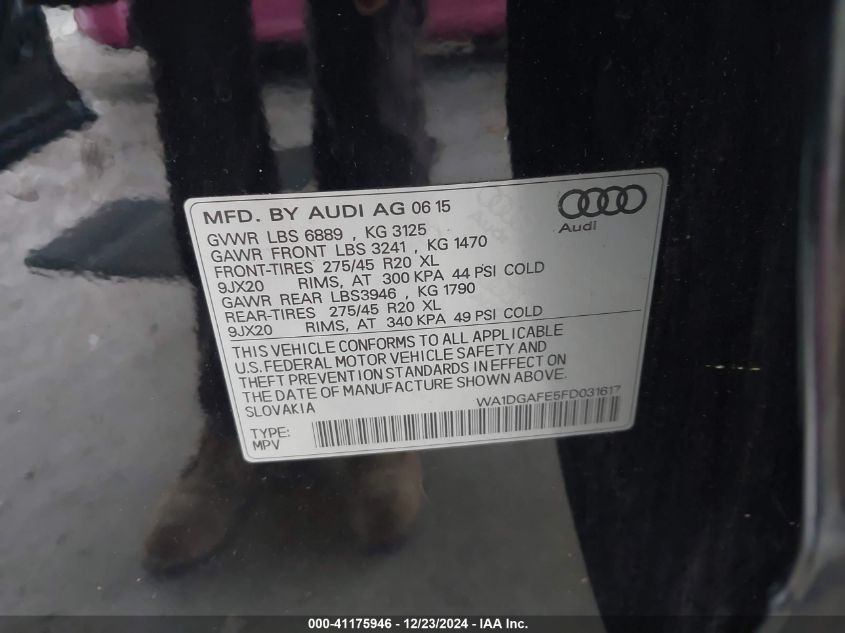 MFD. BY AUDI AG 06 15
Audi
GVWR LBS 6889 , KG 3125
GAWR FRONT LBS 3241 , KG 1470
FRONT-TIRES 275/45 R20 XL
9JX20 RIMS, AT 300 KPA 44 PSI COLD
GAWR REAR LBS3946 , KG 1790
REAR-TIRES 275/45 R20 XL
9JX20 RIMS, AT 340 KPA 49 PSI COLD
THIS VEHICLE CONFORMS TO ALL APPLICABLE
U.S. FEDERAL MOTOR VEHICLE SAFETY AND
THEFT PREVENTION STANDARDS IN EFFECT ON
THE DATE OF MANUFACTURE SHOWN ABOVE.
SLOVAKIA WA1DGAFE5FD031617
TYPE:
MPV
000-41175946 - 12/23/2024 - IAA Inc.